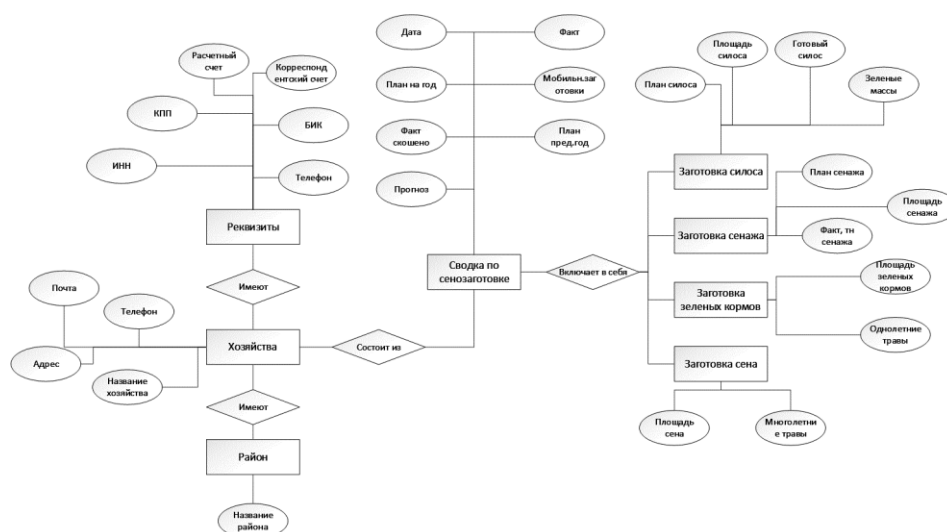 Дата
Факт
Площадь
силоса
Готовый
силос
Расчетный
счет
Корреспонд
ентский счет
План на год
Мобильн.заг
отовки
План силоса
Зеленые
массы
КПП
БИК
Факт
скошено
План
пред.год
ИНН
Телефон
Прогноз
Заготовка силоса
План сенажа
Площадь
сенажа
Реквизиты
Заготовка сенажа
Факт, тн
сенажа
Сводка по
сенозаготовке
Включает в себя
Площадь
зеленых
кормов
Имеют
Почта
Телефон
Заготовка
зеленых кормов
Однолетние
травы
Хозяйства
Состоит из
Адрес
Заготовка сена
Название
хозяйства
Имеют
Площадь
сена
Многолетни
е травы
Район
Название
района